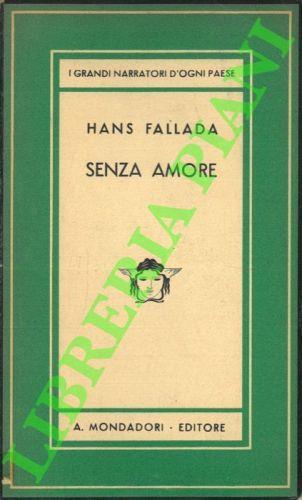 I GRANDI NARRATORI D'OGNI PAESE
HANS FALLADA
SENZA AMORE
A. MONDADORI - EDITORE
LIBRERIA PIANI